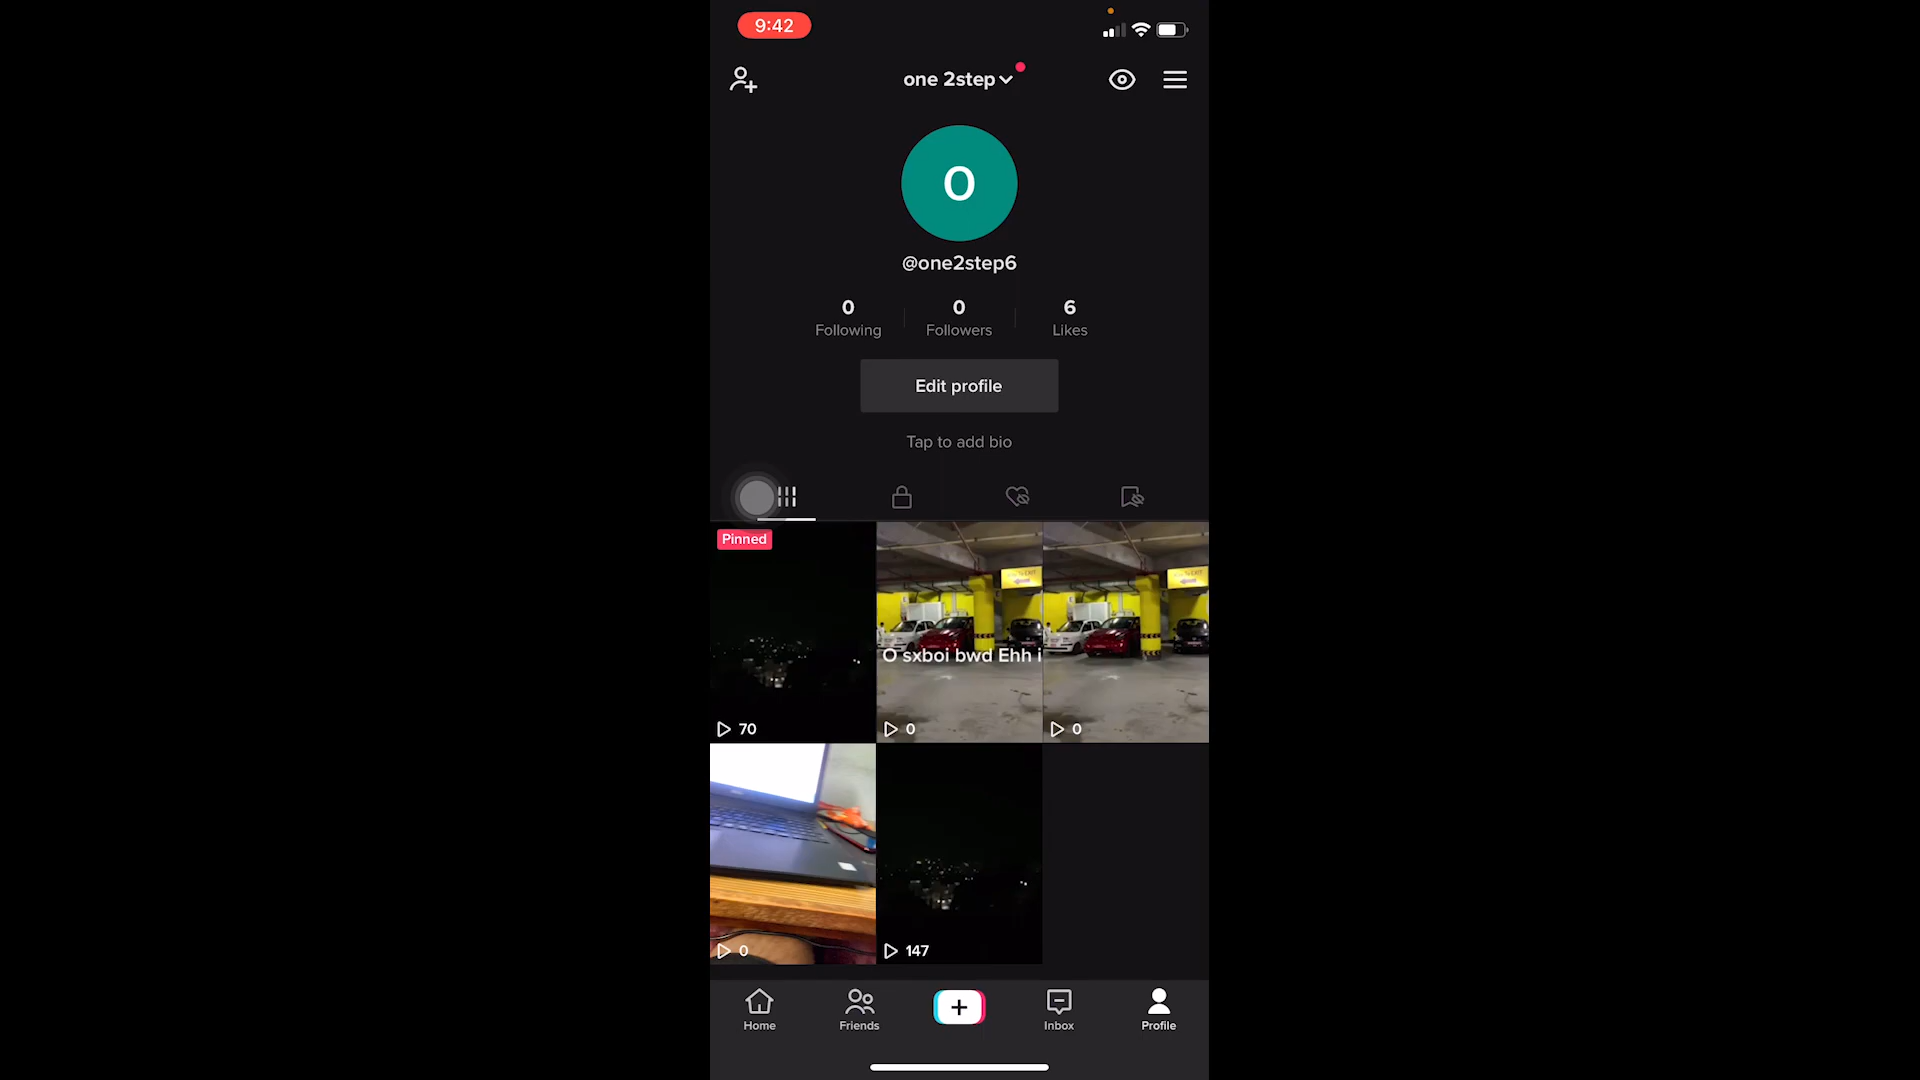 9:42
one 2step
O
@one2step6
0 0 6
Following Followers Likes
Edit profile
Tap to add bio
Pinned
O sxboi bwd Ehh i
70 0 0
0 147
Home Friends Inbox Profile